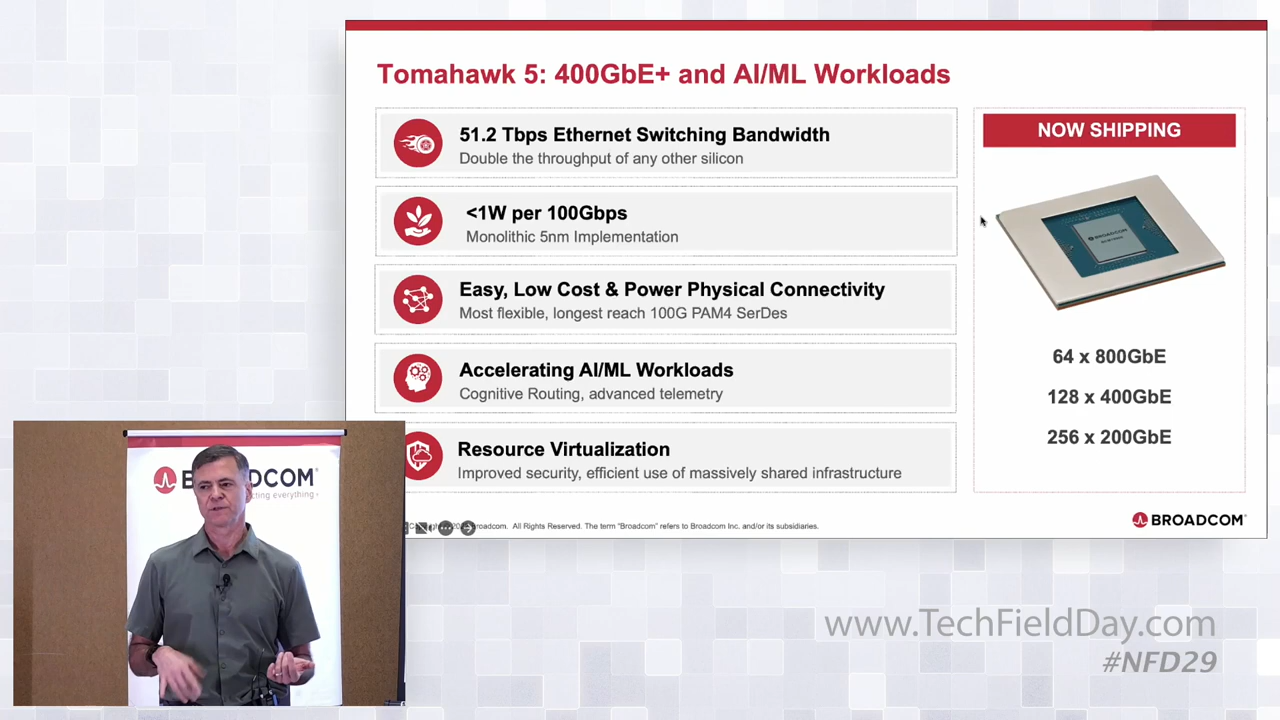 Tomahawk 5: 400GbE+ and AI/ML Workloads
51.2 Tbps Ethernet Switching Bandwidth
Double the throughput of any other silicon
<1W per 100Gbps
Monolithic 5nm Implementation
Easy, Low Cost & Power Physical Connectivity
Most flexible, longest reach 100G PAM4 SerDes
Accelerating AI/ML Workloads
Cognitive Routing, advanced telemetry
Resource Virtualization
Improved security, efficient use of massively shared infrastructure
NOW SHIPPING
BROADCOM
64 x 800GbE
128 x 400GbE
256 x 200GbE
Broadcom. All Rights Reserved. The term “Broadcom” refers to Broadcom Inc. and/or its subsidiaries.
BROADCOM
www.TechFieldDay.com
#NFD29